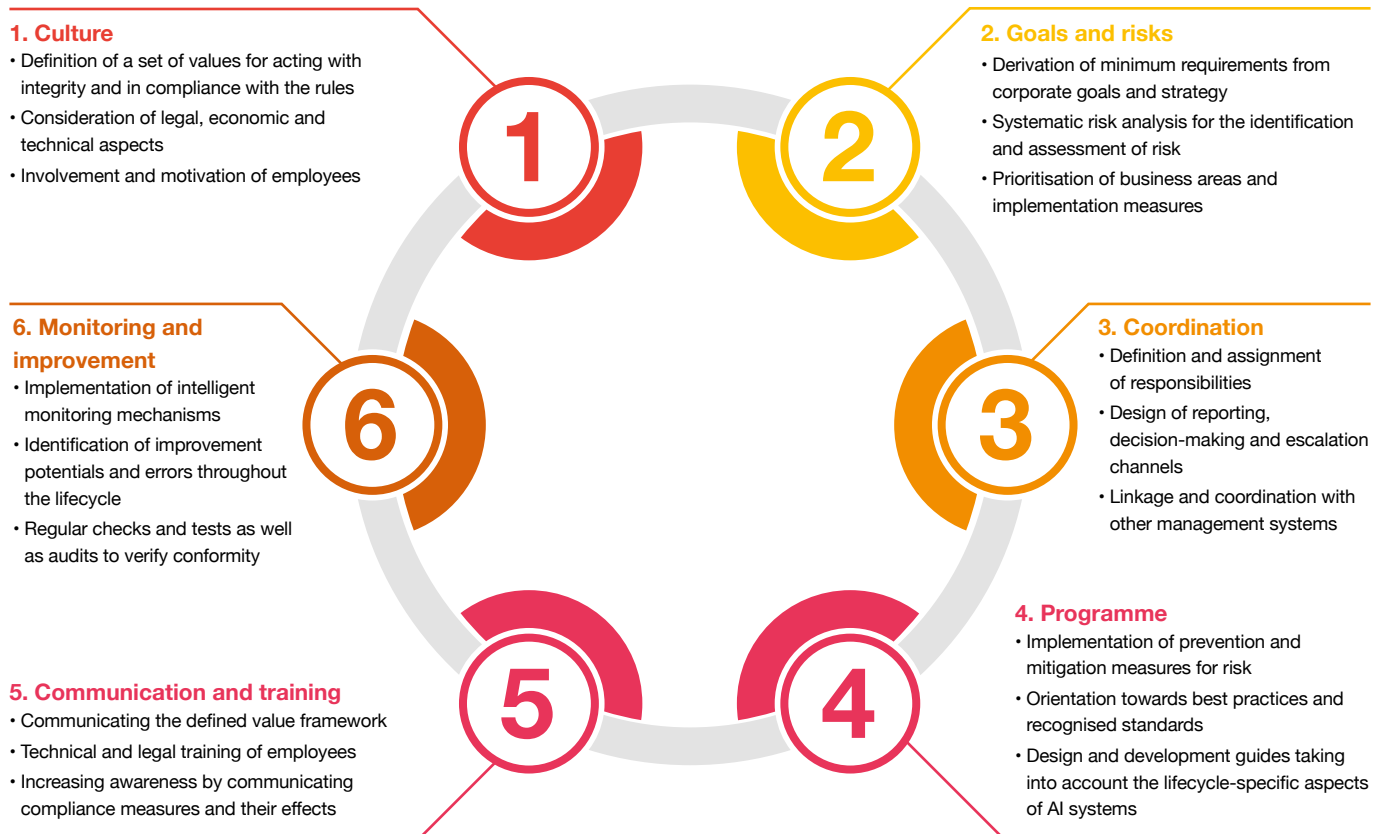 1. Culture
• Definition of a set of values for acting with
integrity and in compliance with the rules
• Consideration of legal, economic and
technical aspects
• Involvement and motivation of employees
1
2
2. Goals and risks
• Derivation of minimum requirements from
corporate goals and strategy
• Systematic risk analysis for the identification
and assessment of risk
• Prioritisation of business areas and
implementation measures
3
3. Coordination
• Definition and assignment
of responsibilities
• Design of reporting,
decision-making and escalation
channels
• Linkage and coordination with
other management systems
4
4. Programme
• Implementation of prevention and
mitigation measures for risk
• Orientation towards best practices and
recognised standards
• Design and development guides taking
into account the lifecycle-specific aspects
of AI systems
5. Communication and training
• Communicating the defined value framework
• Technical and legal training of employees
• Increasing awareness by communicating
compliance measures and their effects
5
6. Monitoring and
improvement
• Implementation of intelligent
monitoring mechanisms
• Identification of improvement
potentials and errors throughout
the lifecycle
• Regular checks and tests as well
as audits to verify conformity
6